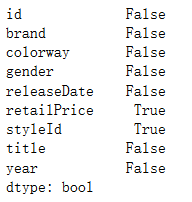 id False
brand False
colorway False
gender False
releaseDate False
retailPrice True
styleId True
title False
year False
dtype: bool